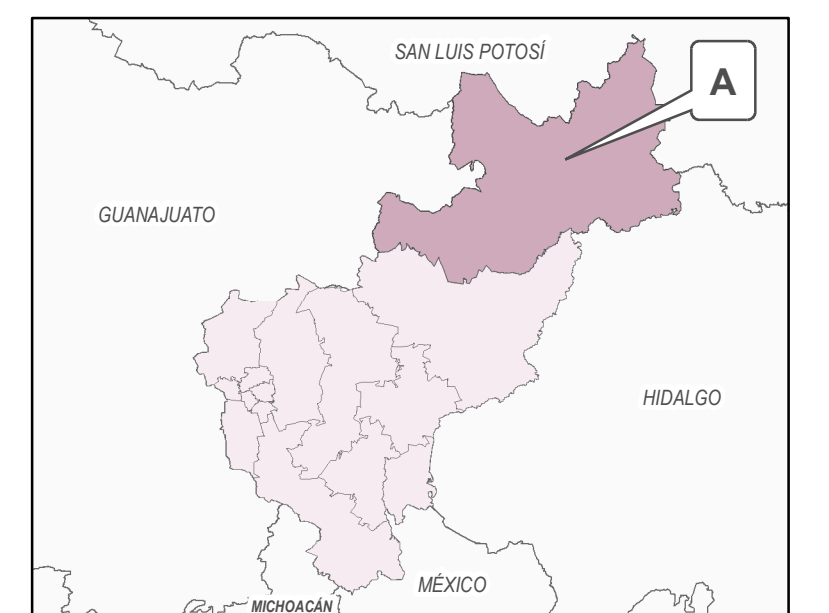 SAN LUIS POTOSÍ
A
GUANAJUATO
HIDALGO
MÉXICO
MICHOACÁN